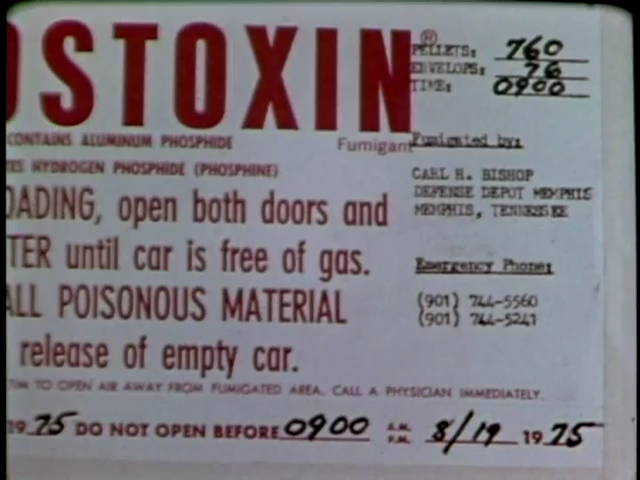 OSTOXIN®
PELLETS: 760
ENVELOPS: 76
TIME: 0900
CONTAINS ALUMINUM PHOSPHIDE
Fumigant
ES HYDROGEN PHOSPHIDE (PHOSPHINE)
OADING, open both doors and
TER until car is free of gas.
ALL POISONOUS MATERIAL
release of empty car.
Fumigated by:
CARL H. BISHOP
DEFENSE DEPOT MEMPHIS
MEMPHIS, TENNESSEE
Emergency Phone:
(901) 744-5560
(901) 744-5241
TIM TO OPEN AIR AWAY FROM FUMIGATED AREA. CALL A PHYSICIAN IMMEDIATELY.
19 75 DO NOT OPEN BEFORE 0900 A.M. P.M. 8/19 1975